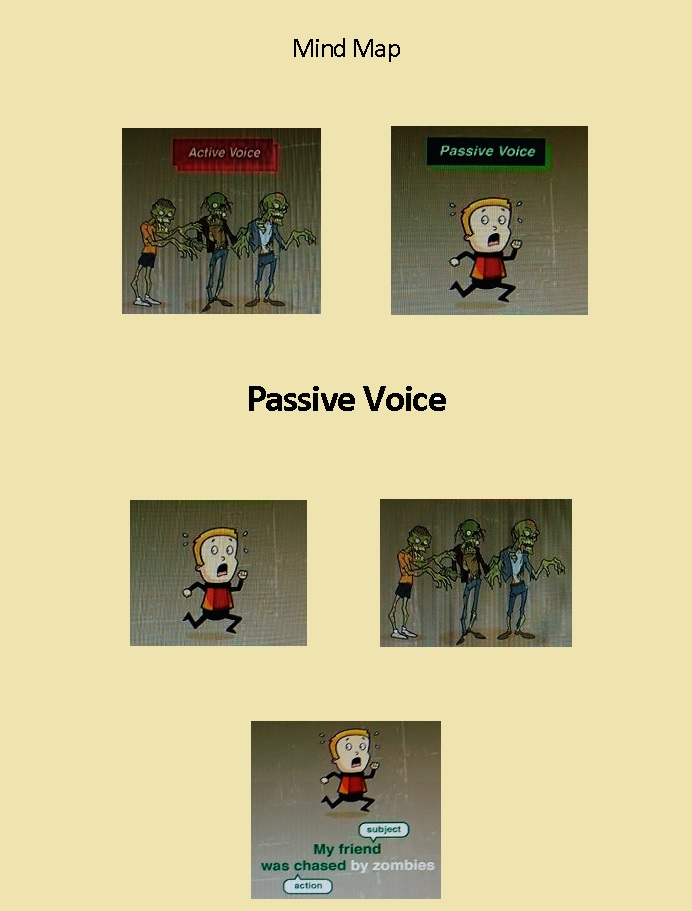 Mind Map
Active Voice
Passive Voice
Passive Voice
subject
My friend
was chased by zombies
action